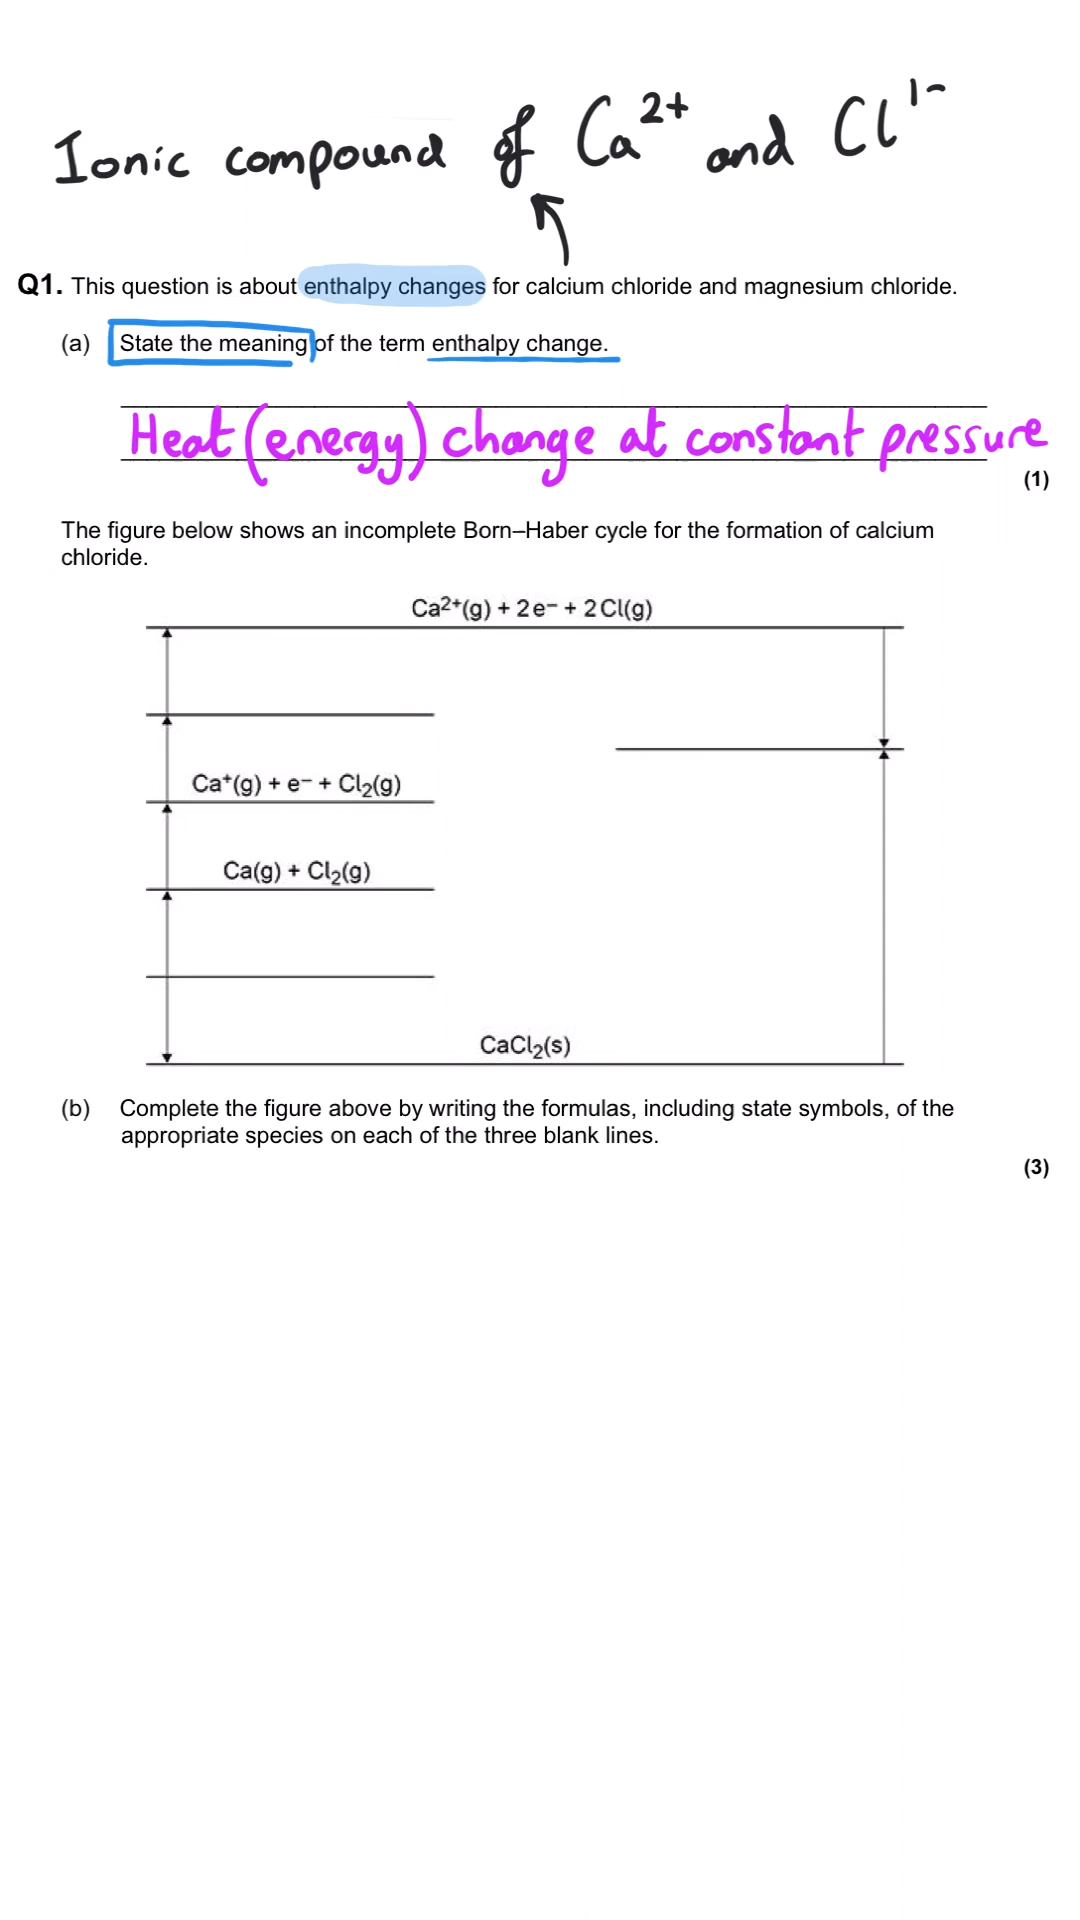 Ionic compound of Ca²⁺ and Cl¹⁻
Q1. This question is about enthalpy changes for calcium chloride and magnesium chloride.
(a) State the meaning of the term enthalpy change.
Heat (energy) change at constant pressure
(1)
The figure below shows an incomplete Born–Haber cycle for the formation of calcium
chloride.
Ca²⁺(g) + 2e⁻ + 2Cl(g)
Ca⁺(g) + e⁻ + Cl₂(g)
Ca(g) + Cl₂(g)
CaCl₂(s)
(b) Complete the figure above by writing the formulas, including state symbols, of the
appropriate species on each of the three blank lines.
(3)